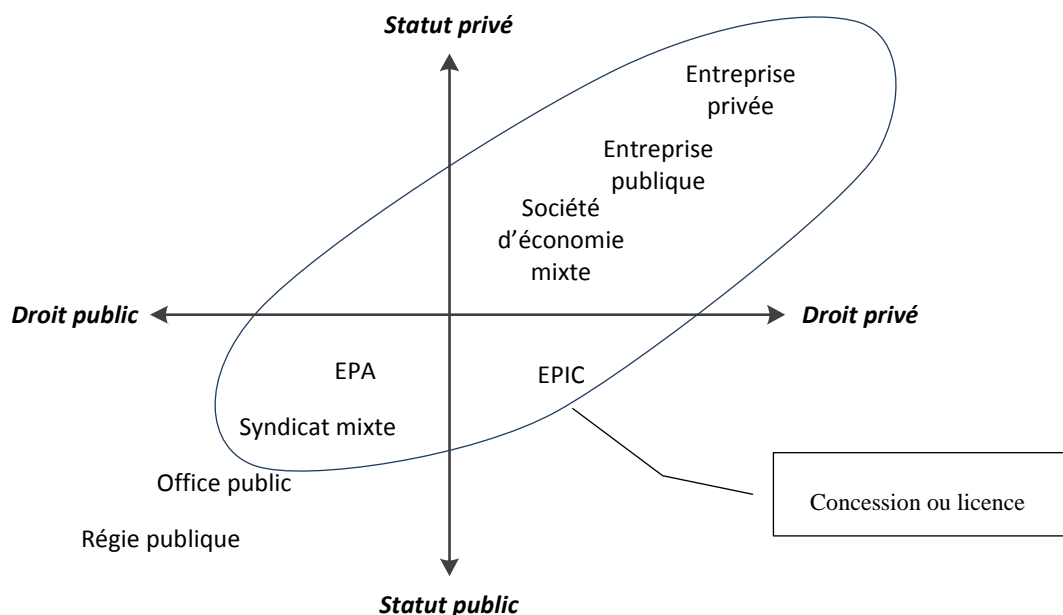 Statut privé
Entreprise
privée
Entreprise
publique
Société
d'économie
mixte
Droit public
Droit privé
EPA
EPIC
Syndicat mixte
Office public
Concession ou licence
Régie publique
Statut public